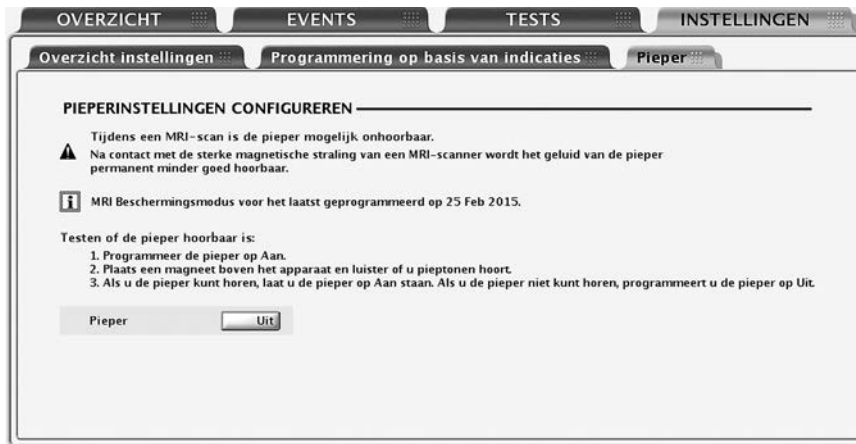 OVERZICHT EVENTS TESTS INSTELLINGEN
Overzicht instellingen Programmering op basis van indicaties Pieper
PIEPERINSTELLINGEN CONFIGUREREN
Tijdens een MRI-scan is de pieper mogelijk onhoorbaar.
Na contact met de sterke magnetische straling van een MRI-scanner wordt het geluid van de pieper
permanent minder goed hoorbaar.
i MRI Beschermingsmodus voor het laatst geprogrammeerd op 25 Feb 2015.
Testen of de pieper hoorbaar is:
1. Programmeer de pieper op Aan.
2. Plaats een magneet boven het apparaat en luister of u pieptonen hoort.
3. Als u de pieper kunt horen, laat u de pieper op Aan staan. Als u de pieper niet kunt horen, programmeert u de pieper op Uit.
Pieper Uit